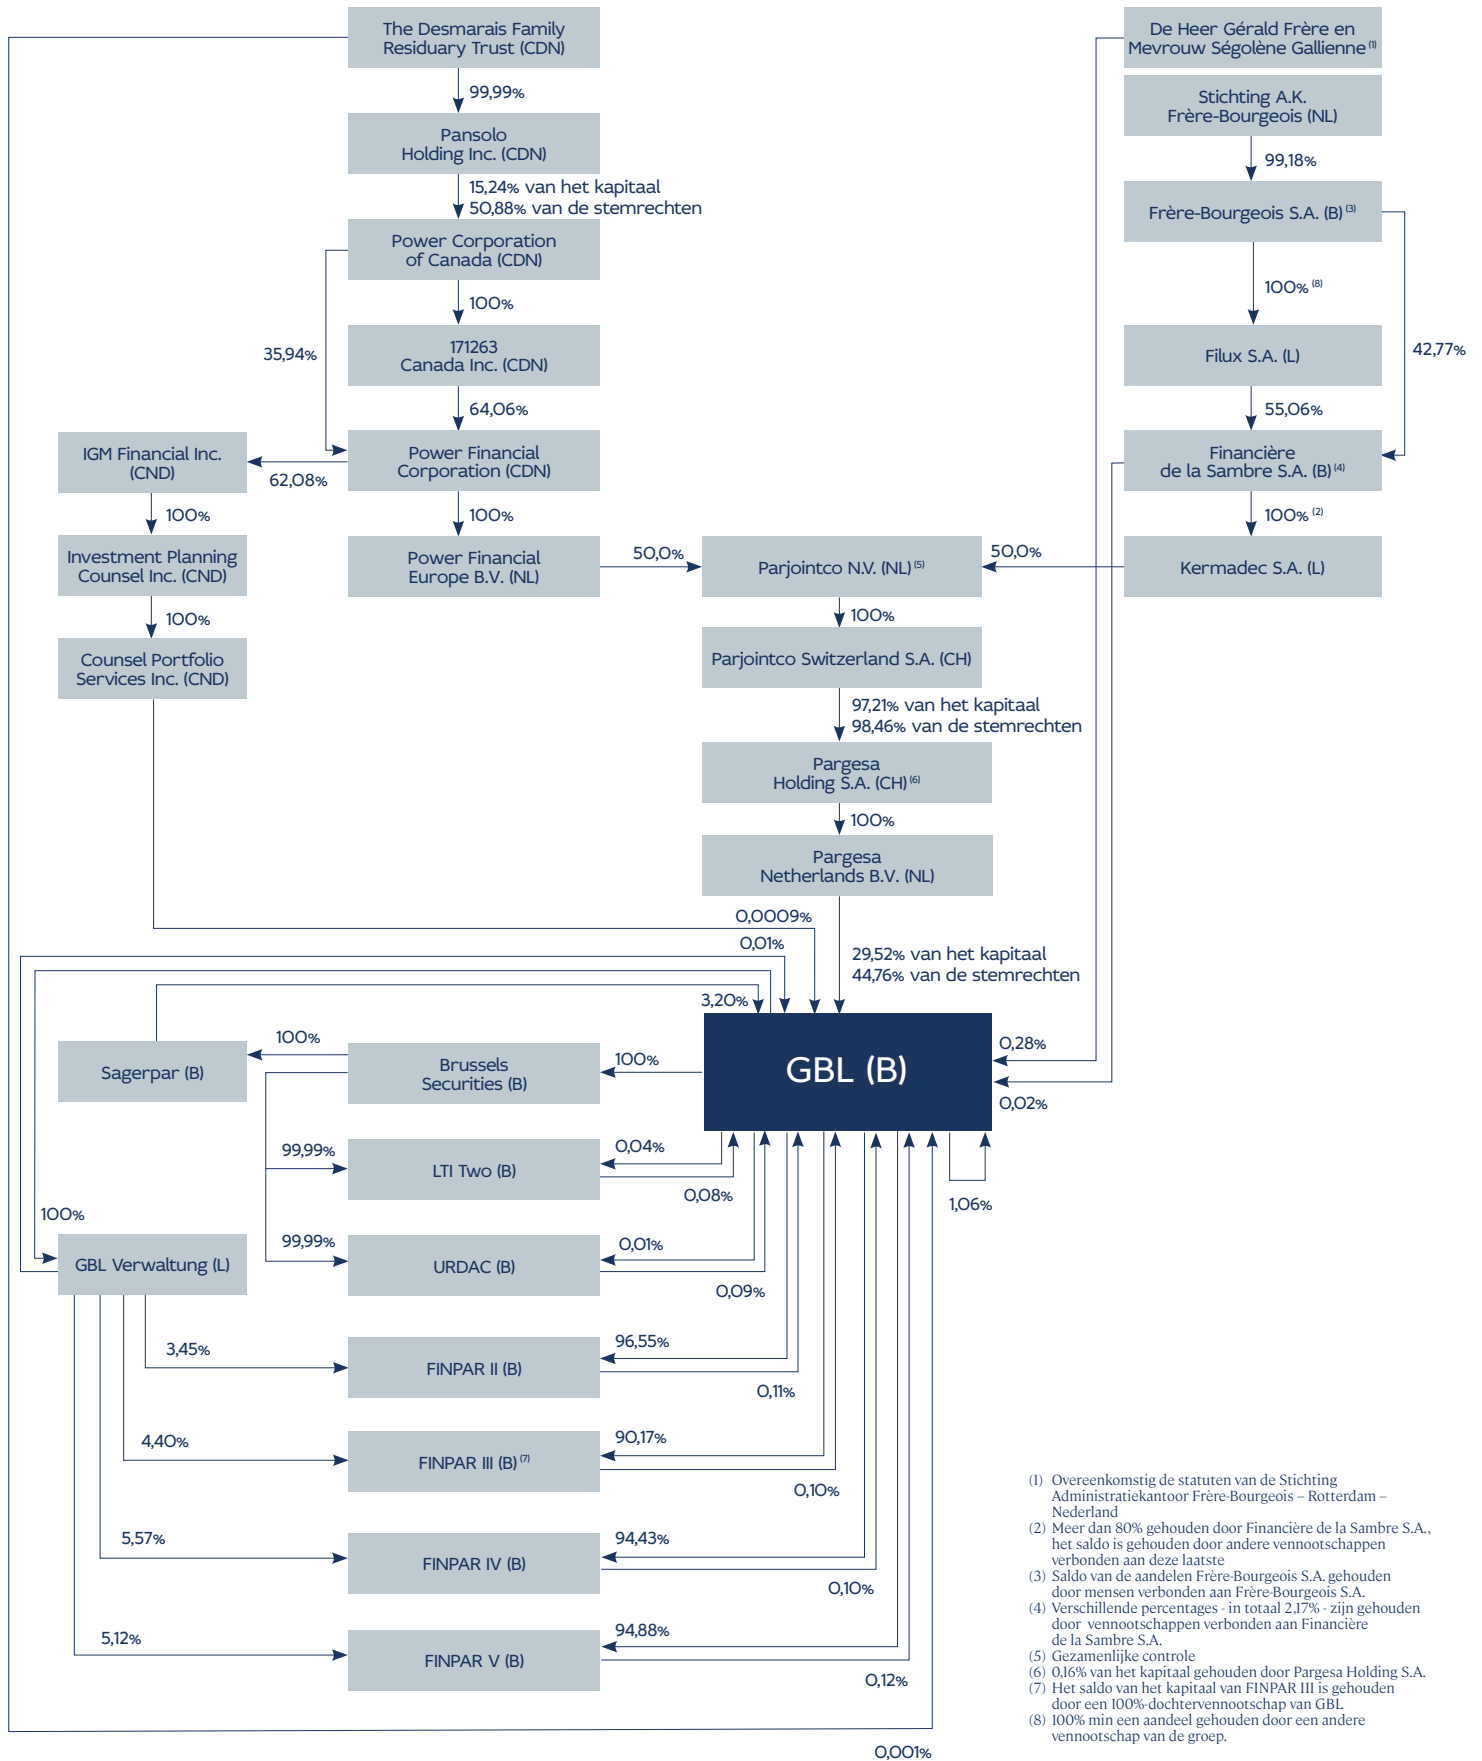 The Desmarais Family
Residuary Trust (CDN)
99,99%
Pansolo
Holding Inc. (CDN)
15,24% van het kapitaal
50,88% van de stemrechten
Power Corporation
of Canada (CDN)
100%
35,94%
171263
Canada Inc. (CDN)
64,06%
IGM Financial Inc.
(CND)
62,08%
Power Financial
Corporation (CDN)
100%
Investment Planning
Counsel Inc. (CND)
100%
Counsel Portfolio
Services Inc. (CND)
100%
Power Financial
Europe B.V. (NL)
50,0%
Parjointco N.V. (NL) (5)
50,0%
De Heer Gérald Frère en
Mevrouw Ségolène Gallienne (1)
Stichting A.K.
Frère-Bourgeois (NL)
99,18%
Frère-Bourgeois S.A. (B) (3)
100% (8)
42,77%
Filux S.A. (L)
55,06%
Financière
de la Sambre S.A. (B) (4)
100% (2)
Kermadec S.A. (L)
100%
Parjointco Switzerland S.A. (CH)
97,21% van het kapitaal
98,46% van de stemrechten
Pargesa
Holding S.A. (CH) (6)
100%
Pargesa
Netherlands B.V. (NL)
0,0009%
0,01%
29,52% van het kapitaal
44,76% van de stemrechten
3,20%
GBL (B)
0,28%
0,02%
100%
Sagerpar (B)
100%
Brussels
Securities (B)
99,99%
LTI Two (B)
0,04%
0,08%
1,06%
100%
GBL Verwaltung (L)
99,99%
URDAC (B)
0,01%
0,09%
3,45%
FINPAR II (B)
96,55%
0,11%
4,40%
FINPAR III (B) (7)
90,17%
0,10%
5,57%
FINPAR IV (B)
94,43%
0,10%
5,12%
FINPAR V (B)
94,88%
0,12%
0,001%
(1) Overeenkomstig de statuten van de Stichting
Administratiekantoor Frère-Bourgeois – Rotterdam –
Nederland
(2) Meer dan 80% gehouden door Financière de la Sambre S.A.,
het saldo is gehouden door andere vennootschappen
verbonden aan deze laatste
(3) Saldo van de aandelen Frère-Bourgeois S.A. gehouden
door mensen verbonden aan Frère-Bourgeois S.A.
(4) Verschillende percentages - in totaal 2,17% - zijn gehouden
door vennootschappen verbonden aan Financière
de la Sambre S.A.
(5) Gezamenlijke controle
(6) 0,16% van het kapitaal gehouden door Pargesa Holding S.A.
(7) Het saldo van het kapitaal van FINPAR III is gehouden
door een 100%-dochtervennootschap van GBL
(8) 100% min een aandeel gehouden door een andere
vennootschap van de groep.